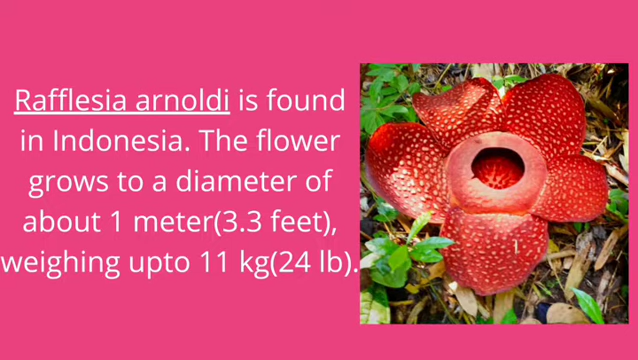 Rafflesia arnoldi is found
in Indonesia. The flower
grows to a diameter of
about 1 meter(3.3 feet),
weighing upto 11 kg(24 lb).